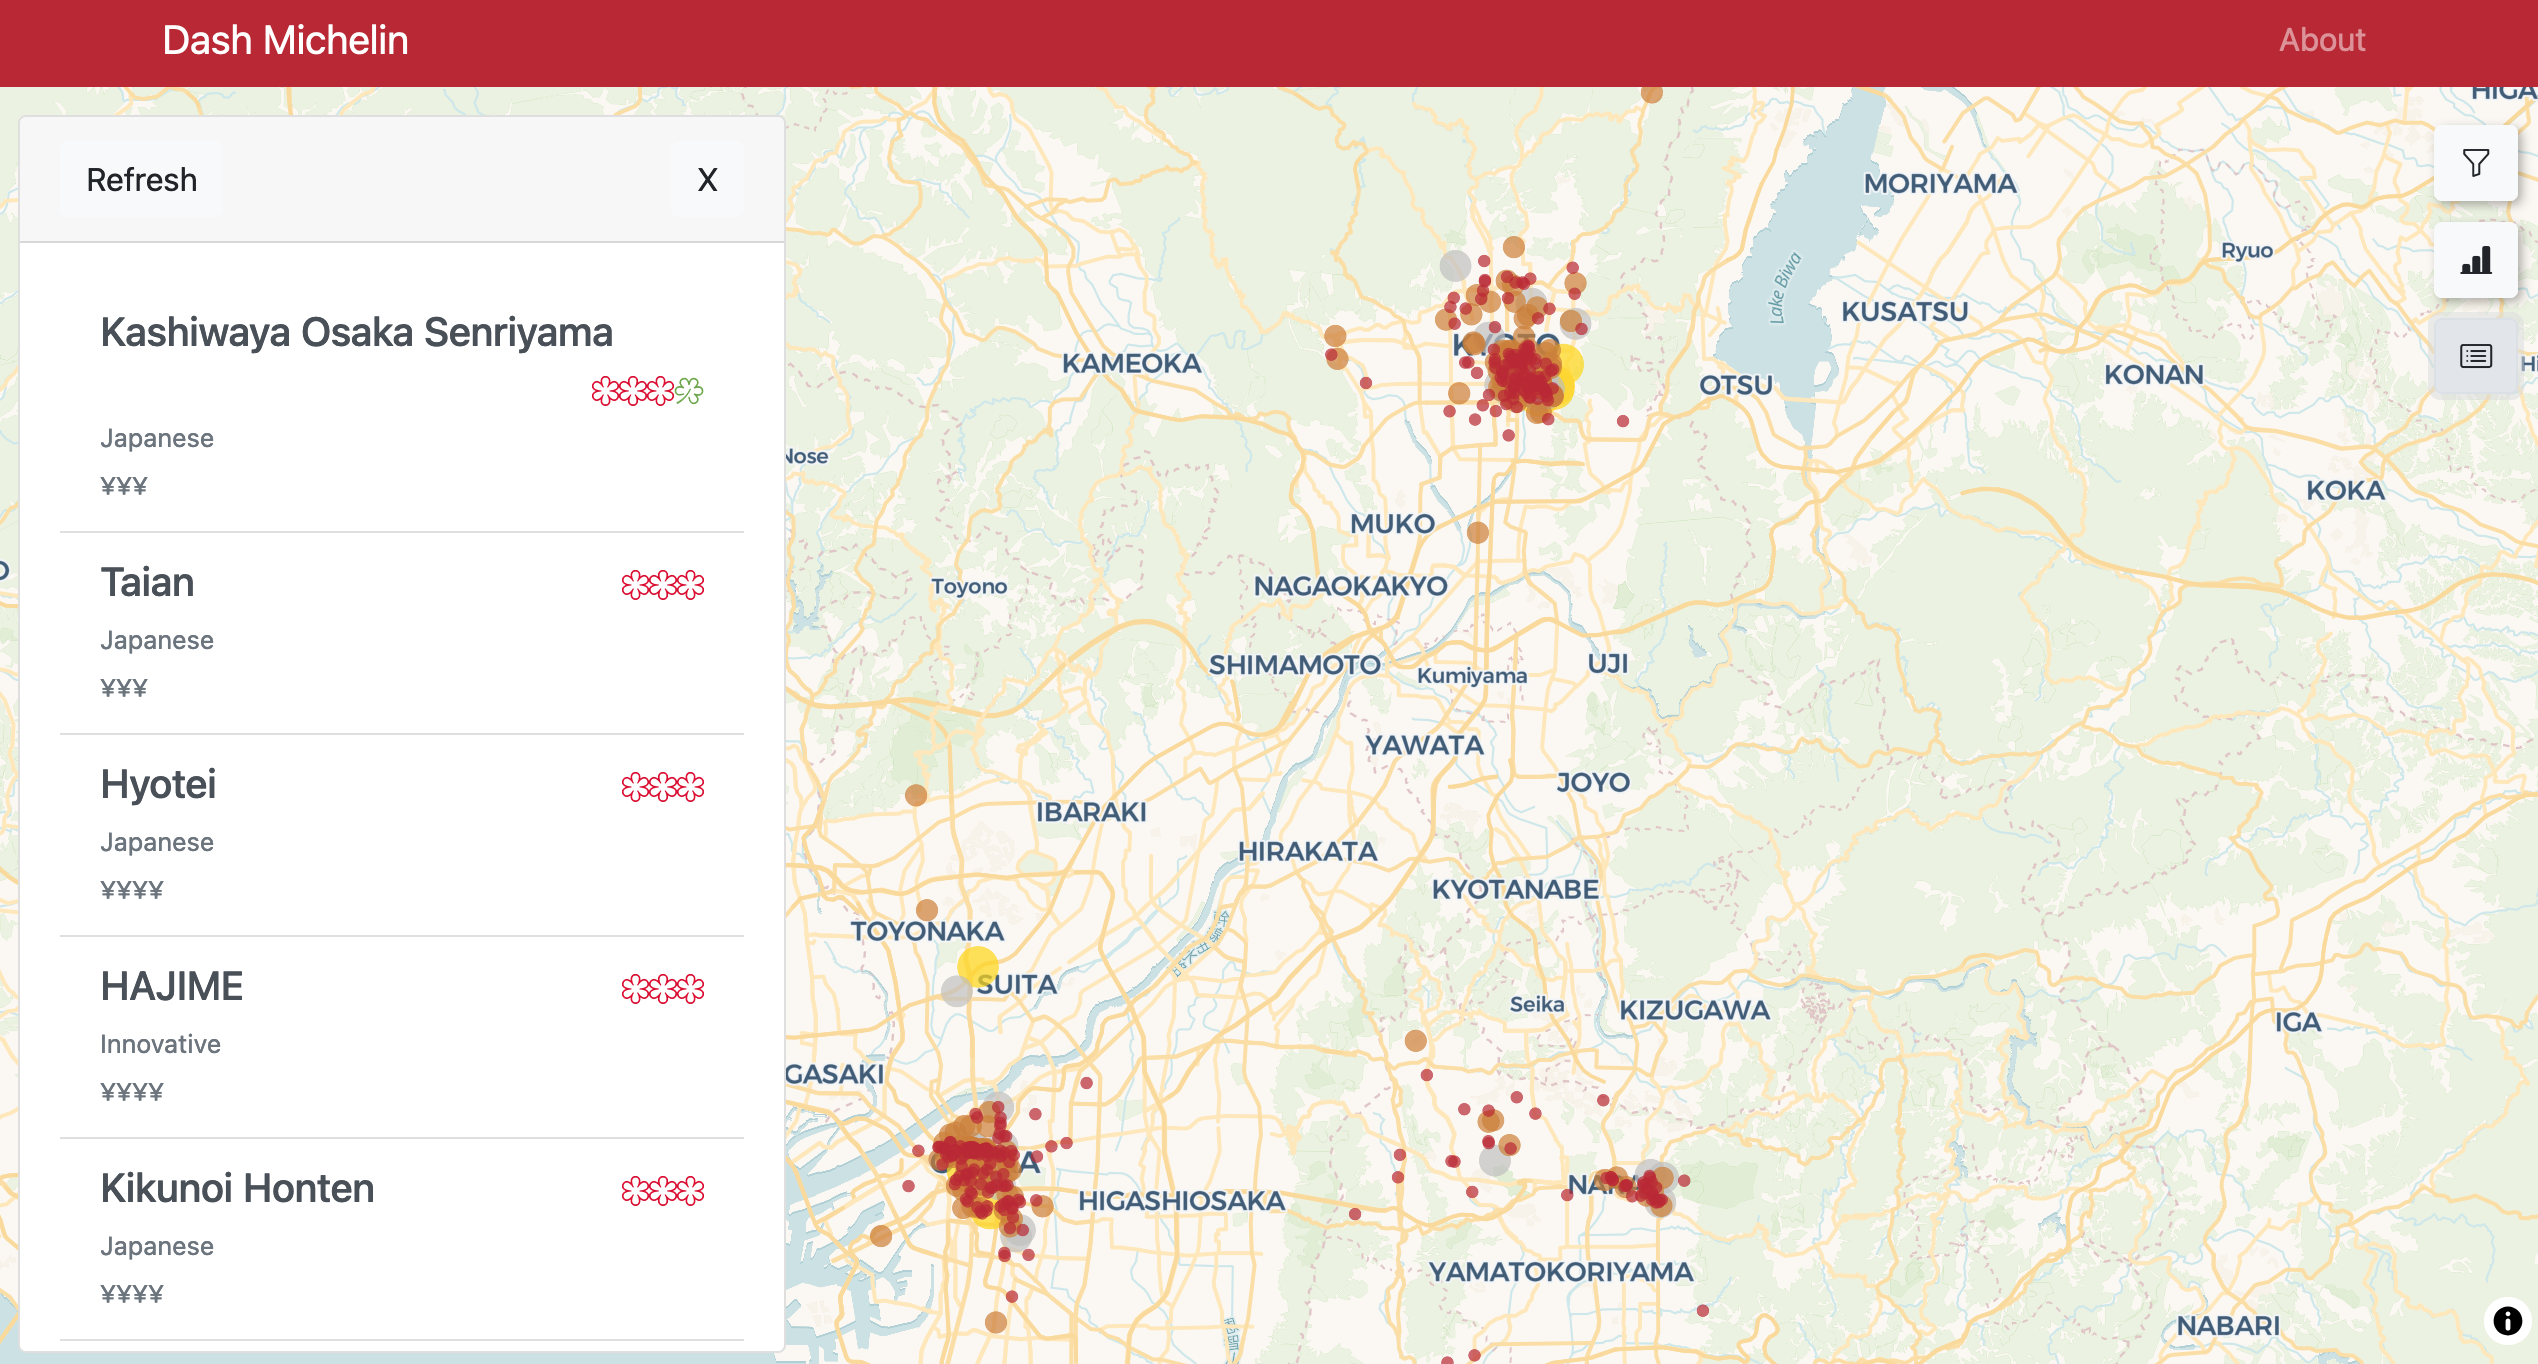 Dash Michelin
About
Refresh
X
Kashiwaya Osaka Senriyama
Japanese
¥¥¥
Taian
Japanese
¥¥¥
Hyotei
Japanese
¥¥¥¥
HAJIME
Innovative
¥¥¥¥
Kikunoi Honten
Japanese
¥¥¥¥
MORIYAMA
Ryuo
Lake Biwa
KUSATSU
KAMEOKA
OTSU
KONAN
Nose
KOKA
MUKO
Toyono
NAGAOKAKYO
SHIMAMOTO
Kumiyama
UJI
YAWATA
JOYO
IBARAKI
HIRAKATA
KYOTANABE
TOYONAKA
SUITA
Seika
KIZUGAWA
IGA
GASAKI
HIGASHIOSAKA
YAMATOKORIYAMA
NABARI